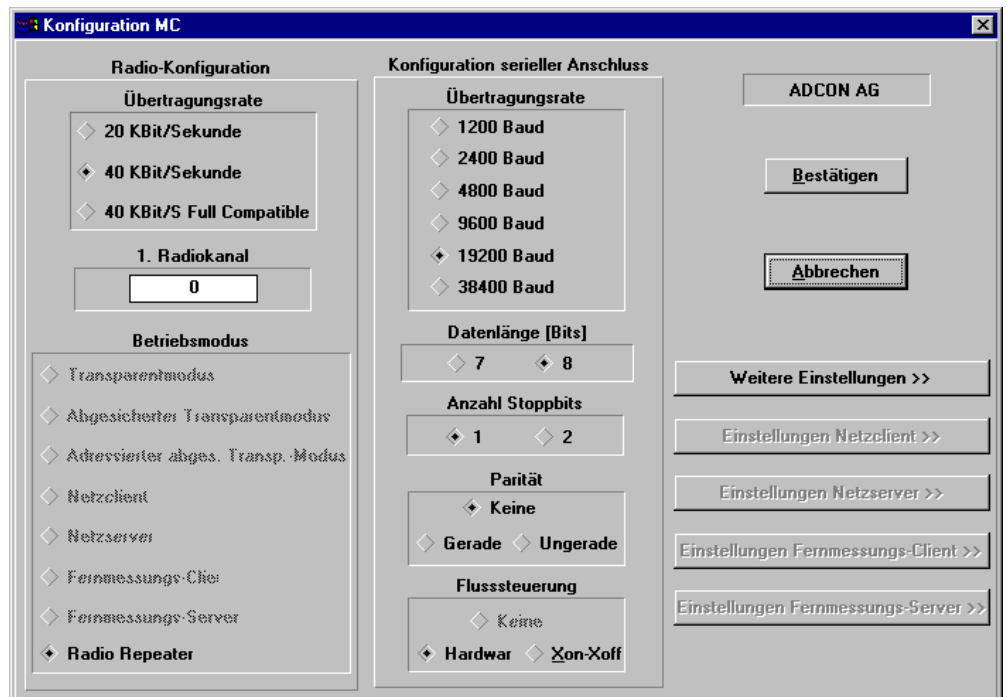 Konfiguration MC
Radio-Konfiguration
Übertragungsrate
20 KBit/Sekunde
40 KBit/Sekunde
40 KBit/S Full Compatible
1. Radiokanal
0
Betriebsmodus
Transparentmodus
Abgesicherter Transparentmodus
Adressierter abges. Transp.-Modus
Netzclient
Netzserver
Fernmessungs-Clier
Fernmessungs-Server
Radio Repeater
Konfiguration serieller Anschluss
Übertragungsrate
1200 Baud
2400 Baud
4800 Baud
9600 Baud
19200 Baud
38400 Baud
Datenlänge [Bits]
7 8
Anzahl Stoppbits
1 2
Parität
Keine
Gerade Ungerade
Flusssteuerung
Keine
Hardwar Xon-Xoff
ADCON AG
Bestätigen
Abbrechen
Weitere Einstellungen >>
Einstellungen Netzclient >>
Einstellungen Netzserver >>
Einstellungen Fernmessungs-Client >>
Einstellungen Fernmessungs-Server >>